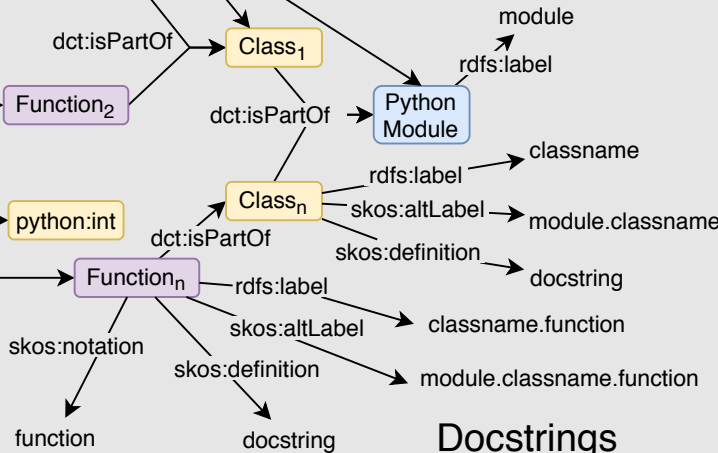 module
dct:isPartOf
Class1
rdfs:label
Function2
Python
Module
dct:isPartOf
classname
rdfs:label
Classn
skos:altLabel
module.classname
python:int
dct:isPartOf
skos:definition
docstring
Functionn
rdfs:label
classname.function
skos:altLabel
skos:notation
skos:definition
module.classname.function
function
docstring
Docstrings